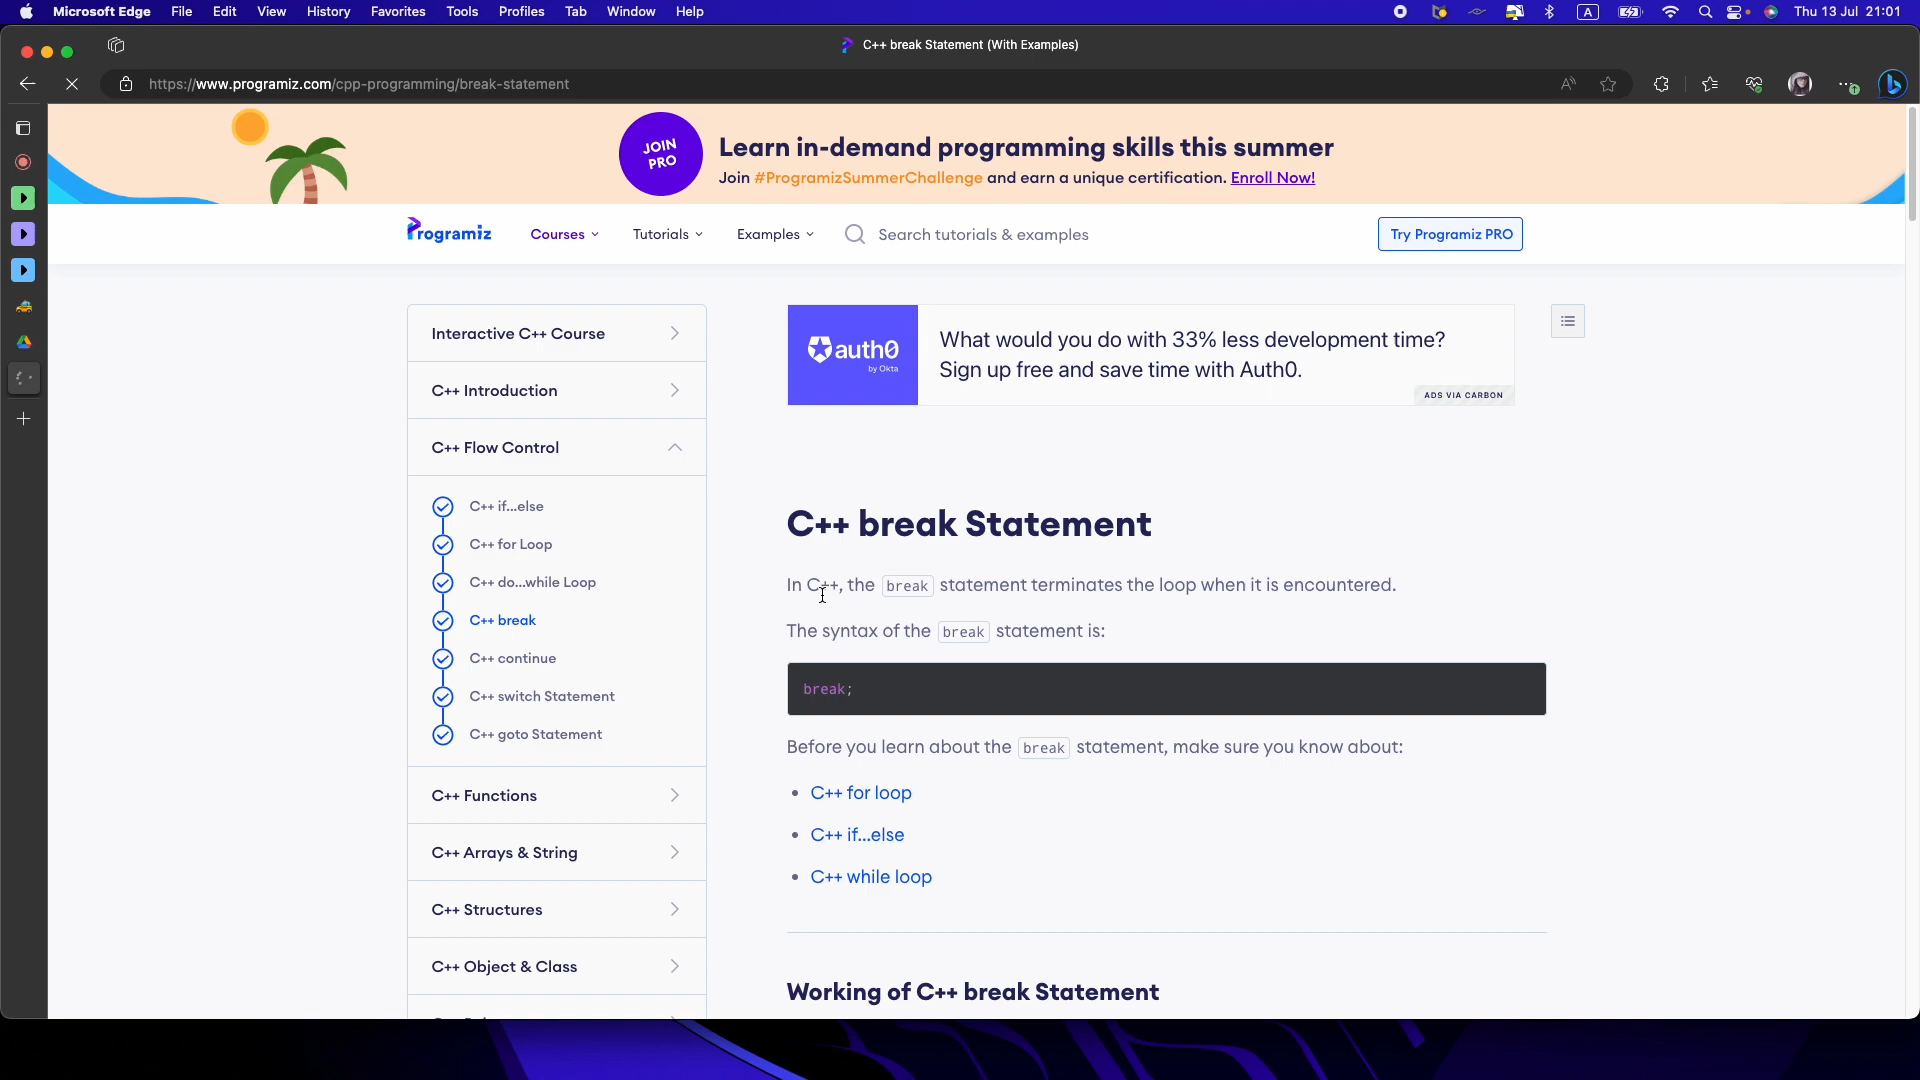 Microsoft Edge File Edit View History Favorites Tools Profiles Tab Window Help A Thu 13 Jul 21:01
C++ break Statement (With Examples)
https://www.programiz.com/cpp-programming/break-statement
JOIN PRO
Learn in-demand programming skills this summer
Join #ProgramizSummerChallenge and earn a unique certification. Enroll Now!
Programiz Courses Tutorials Examples Search tutorials & examples Try Programiz PRO
Interactive C++ Course
C++ Introduction
C++ Flow Control
C++ if...else
C++ for Loop
C++ do...while Loop
C++ break
C++ continue
C++ switch Statement
C++ goto Statement
C++ Functions
C++ Arrays & String
C++ Structures
C++ Object & Class
auth0
by Okta
What would you do with 33% less development time?
Sign up free and save time with Auth0.
ADS VIA CARBON
C++ break Statement
In C++, the break statement terminates the loop when it is encountered.
The syntax of the break statement is:
break;
Before you learn about the break statement, make sure you know about:
• C++ for loop
• C++ if...else
• C++ while loop
Working of C++ break Statement